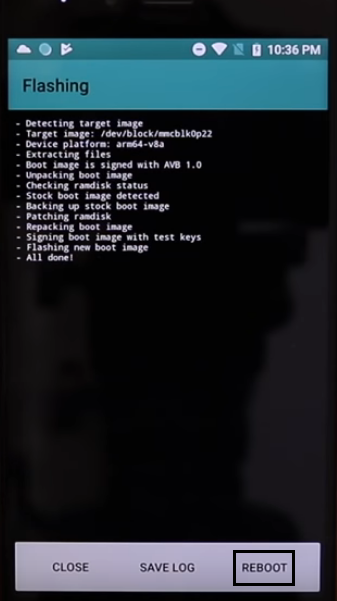 10:36 PM
Flashing
- Detecting target image
- Target image: /dev/block/mmcblk0p22
- Device platform: arm64-v8a
- Extracting files
- Boot image is signed with AVB 1.0
- Unpacking boot image
- Checking ramdisk status
- Stock boot image detected
- Backing up stock boot image
- Patching ramdisk
- Repacking boot image
- Signing boot image with test keys
- Flashing new boot image
- All done!
CLOSE SAVE LOG REBOOT